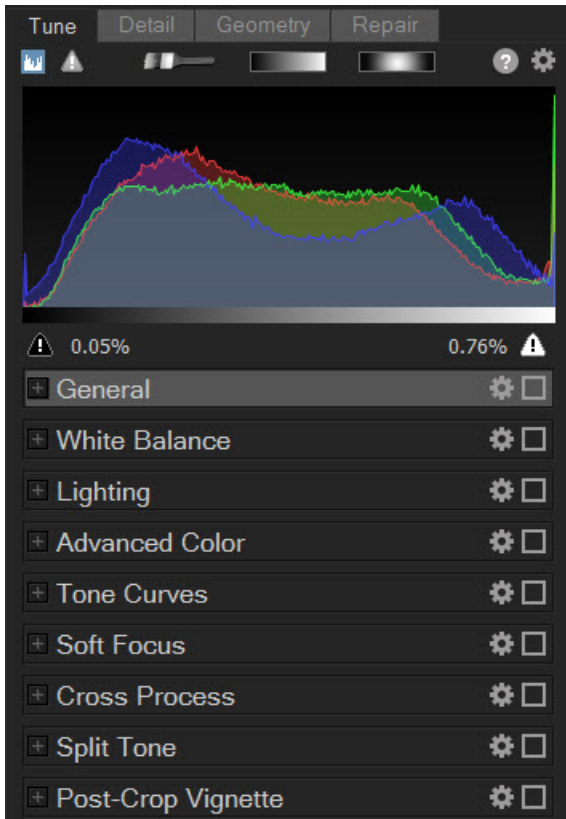 Tune Detail Geometry Repair
?
0.05% 0.76%
General
White Balance
Lighting
Advanced Color
Tone Curves
Soft Focus
Cross Process
Split Tone
Post-Crop Vignette